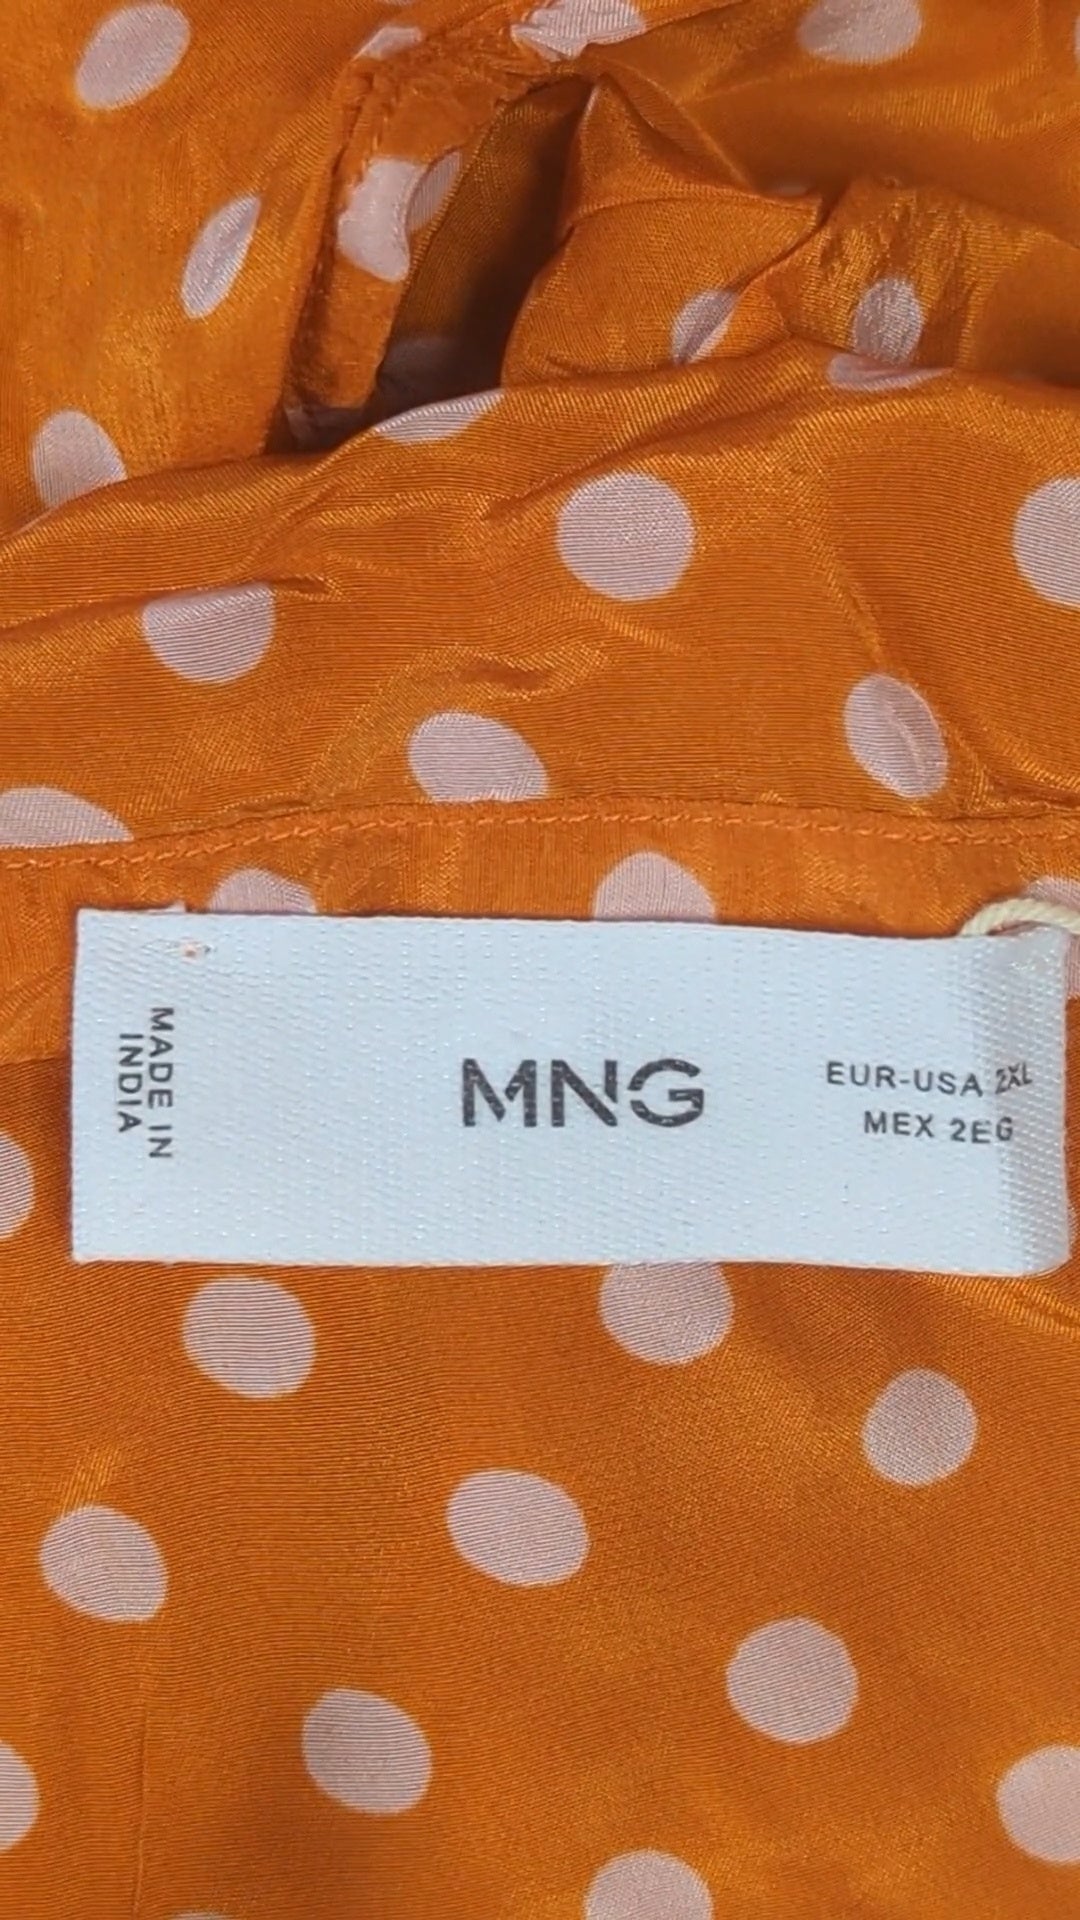 MADE IN
INDIA
MNG
EUR-USA 2XL
MEX 2EG